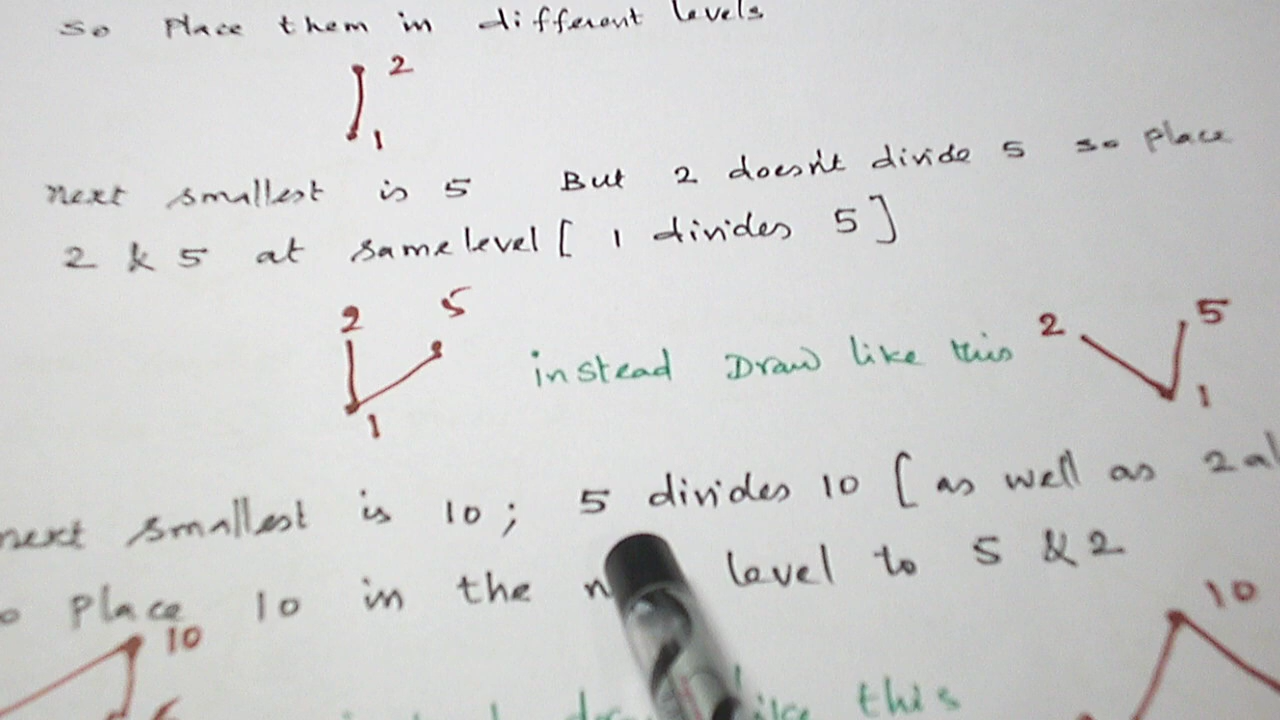 so place them in different levels
2
1
next smallest is 5 But 2 doesn't divide 5 so place
2 & 5 at same level [ 1 divides 5 ]
2 5 instead Draw like this 2 5
1 1
next smallest is 10 ; 5 divides 10 [ as well as 2
place 10 in the level to 5 & 2
10 10
like this